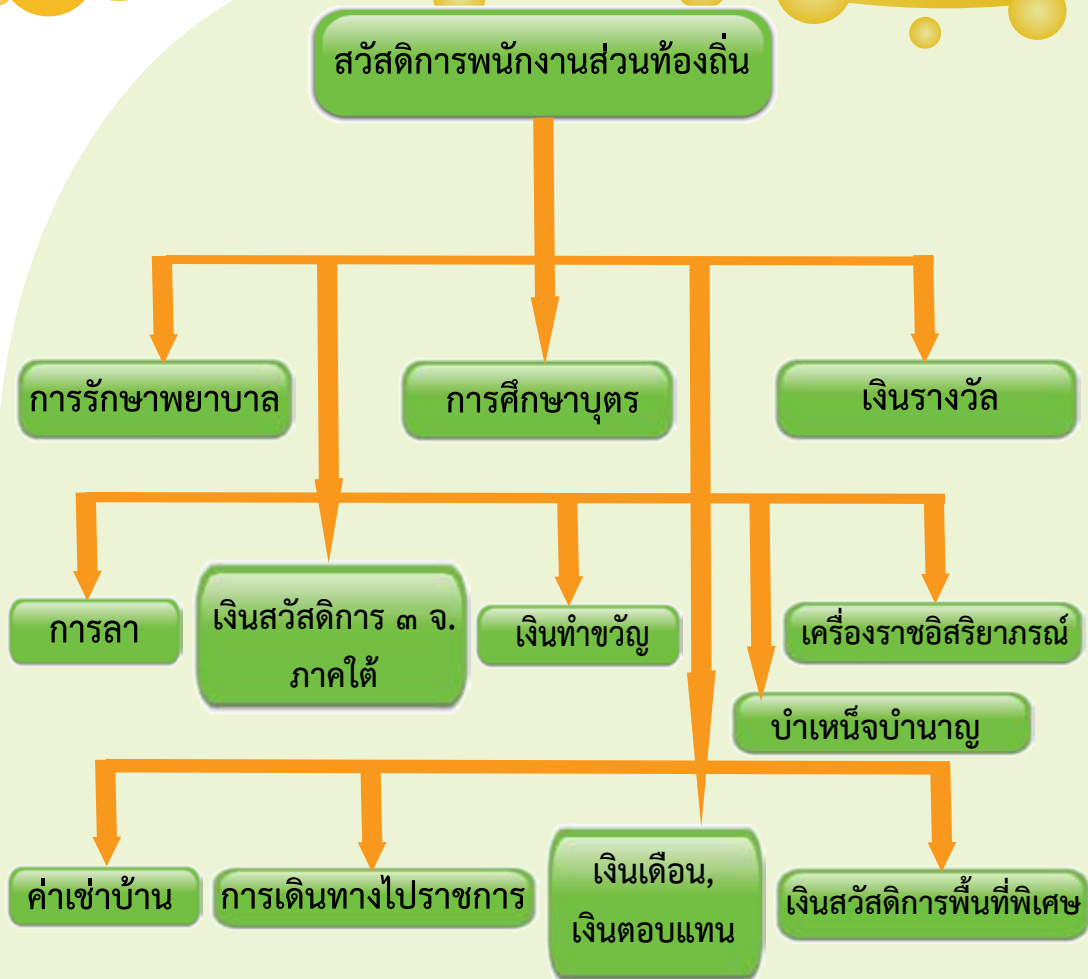 สวัสดิการพนักงานส่วนท้องถิ่น
การรักษาพยาบาล
การศึกษาบุตร
เงินรางวัล
การลา
เงินสวัสดิการ ๓ จ.
ภาคใต้
เงินทำขวัญ
เครื่องราชอิสริยาภรณ์
บำเหน็จบำนาญ
ค่าเช่าบ้าน
การเดินทางไปราชการ
เงินเดือน,
เงินตอบแทน
เงินสวัสดิการพื้นที่พิเศษ